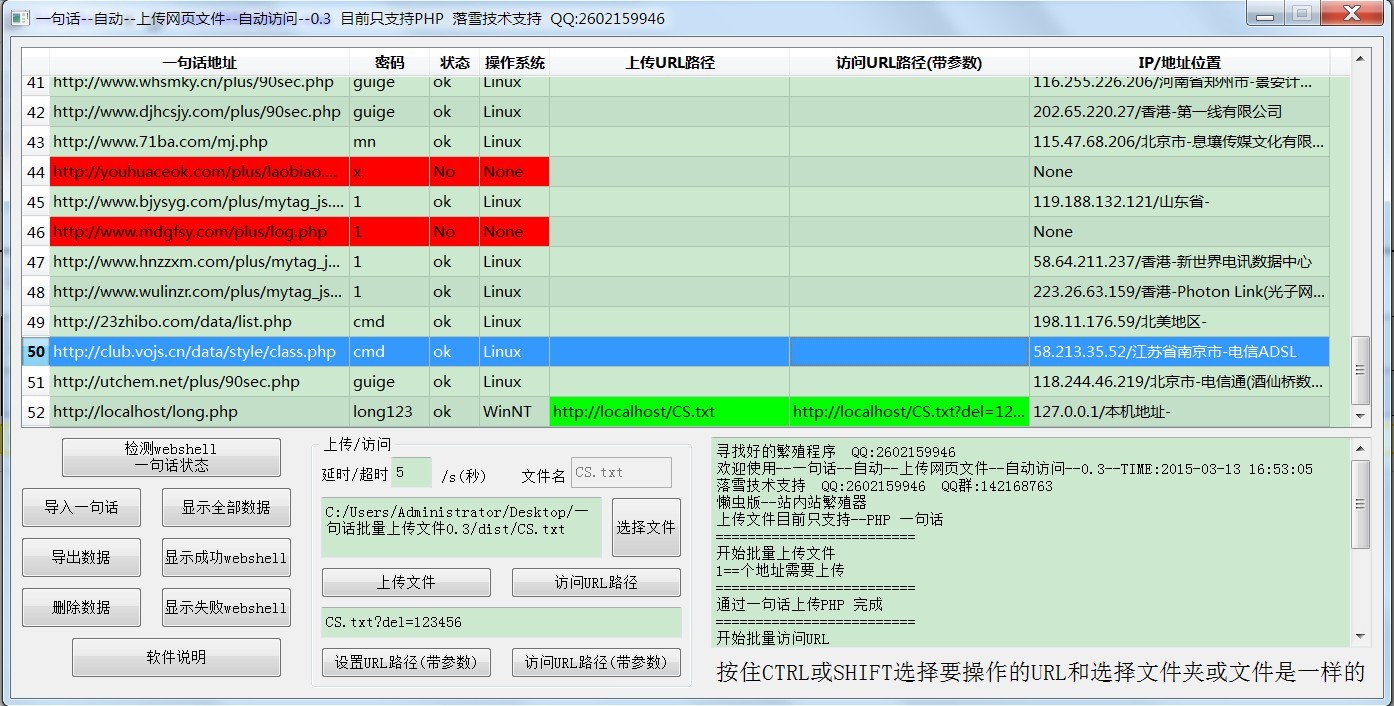 一句话--自动--上传网页文件--自动访问--0.3 目前只支持PHP 落雪技术支持 QQ:2602159946
一句话地址 密码 状态 操作系统 上传URL路径 访问URL路径(带参数) IP/地址位置
41 http://www.whsmky.cn/plus/90sec.php guige ok Linux 116.255.226.206/河南省郑州市-景安计...
42 http://www.djhcsjy.com/plus/90sec.php guige ok Linux 202.65.220.27/香港-第一线有限公司
43 http://www.71ba.com/mj.php mn ok Linux 115.47.68.206/北京市-息壤传媒文化有限...
44 http://youhuaceok.com/plus/laobiao.... x No None None
45 http://www.bjysyg.com/plus/mytag_js.... 1 ok Linux 119.188.132.121/山东省-
46 http://www.mdgfsy.com/plus/log.php 1 No None None
47 http://www.hnzzxm.com/plus/mytag_j... 1 ok Linux 58.64.211.237/香港-新世界电讯数据中心
48 http://www.wulinzr.com/plus/mytag_js... 1 ok Linux 223.26.63.159/香港-Photon Link(光子网...
49 http://23zhibo.com/data/list.php cmd ok Linux 198.11.176.59/北美地区-
50 http://club.vojs.cn/data/style/class.php cmd ok Linux 58.213.35.52/江苏省南京市-电信ADSL
51 http://utchem.net/plus/90sec.php guige ok Linux 118.244.46.219/北京市-电信通(酒仙桥数...
52 http://localhost/long.php long123 ok WinNT http://localhost/CS.txt http://localhost/CS.txt?del=12... 127.0.0.1/本机地址-
检测webshell
一句话状态
导入一句话 显示全部数据
导出数据 显示成功webshell
删除数据 显示失败webshell
软件说明
上传/访问
延时/超时 5 /s(秒) 文件名 CS.txt
C:/Users/Administrator/Desktop/一
句话批量上传文件0.3/dist/CS.txt
选择文件
上传文件 访问URL路径
CS.txt?del=123456
设置URL路径(带参数) 访问URL路径(带参数)
寻找好的繁殖程序 QQ:2602159946
欢迎使用--一句话--自动--上传网页文件--自动访问--0.3--TIME:2015-03-13 16:53:05
落雪技术支持 QQ:2602159946 QQ群:142168763
懒虫版--站内站繁殖器
上传文件目前只支持--PHP 一句话
========================
开始批量上传文件
1==个地址需要上传
========================
通过一句话上传PHP 完成
========================
开始批量访问URL
按住CTRL或SHIFT选择要操作的URL和选择文件夹或文件是一样的